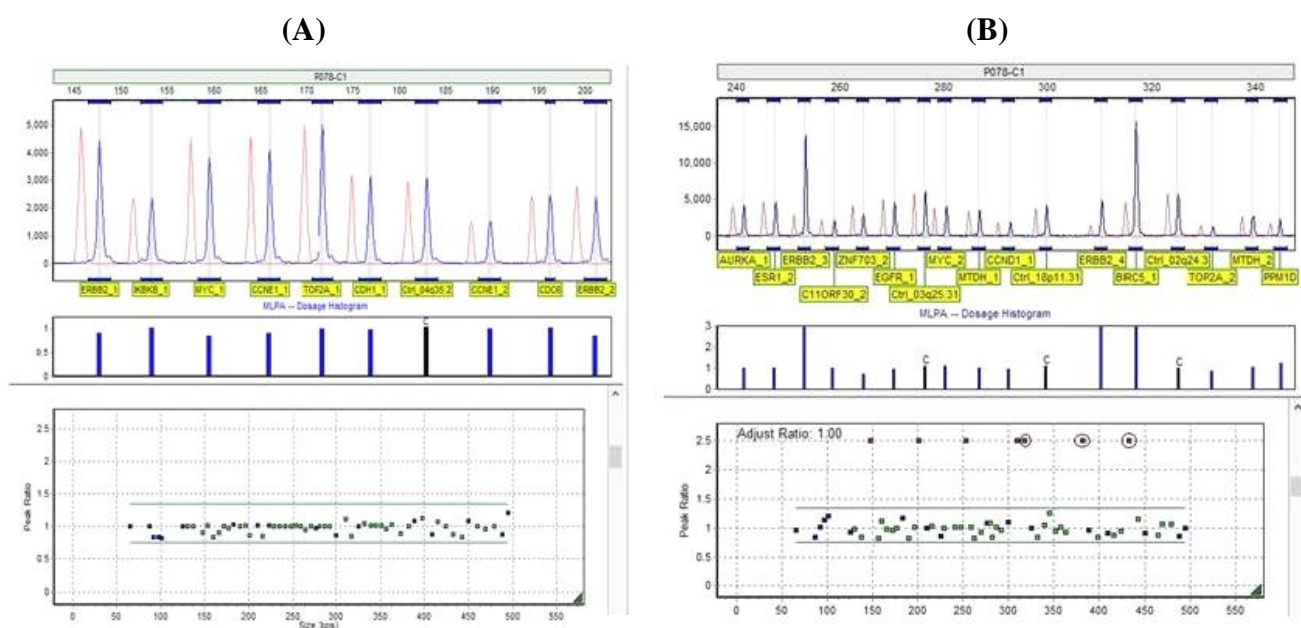 (A)
P078-C1
145 150 155 160 165 170 175 180 185 190 195 200
5,000
4,000
3,000
2,000
1,000
0
ERBB2_1 IKBKB_1 MYC_1 CCNE1_1 TOP2A_1 CDH1_1 Ctrl_04q35.2 CCNE1_2 CDC6 ERBB2_2
MLPA -- Dosage Histogram
C
1
0.5
0
2.5
2
1.5
1
0.5
0
Peak Ratio
0 50 100 150 200 250 300 350 400 450 500 550
Size (bps)
(B)
P078-C1
240 260 280 300 320 340
15,000
10,000
5,000
0
AURKA_1 ERBB2_3 ZNF703_2 MYC_2 CCND1_1 ERBB2_4 Ctrl_02q24.3 MTDH_2
ESR1_2 EGFR_1 MTDH_1 Ctrl_18p11.31 BIRC5_1 TOP2A_2 PPM1D
C11ORF30_2 Ctrl_03q25.31
MLPA -- Dosage Histogram
3
2
1
0
C C C
Adjust Ratio: 1.00
2.5
2
1.5
1
0.5
0
Peak Ratio
0 50 100 150 200 250 300 350 400 450 500 550